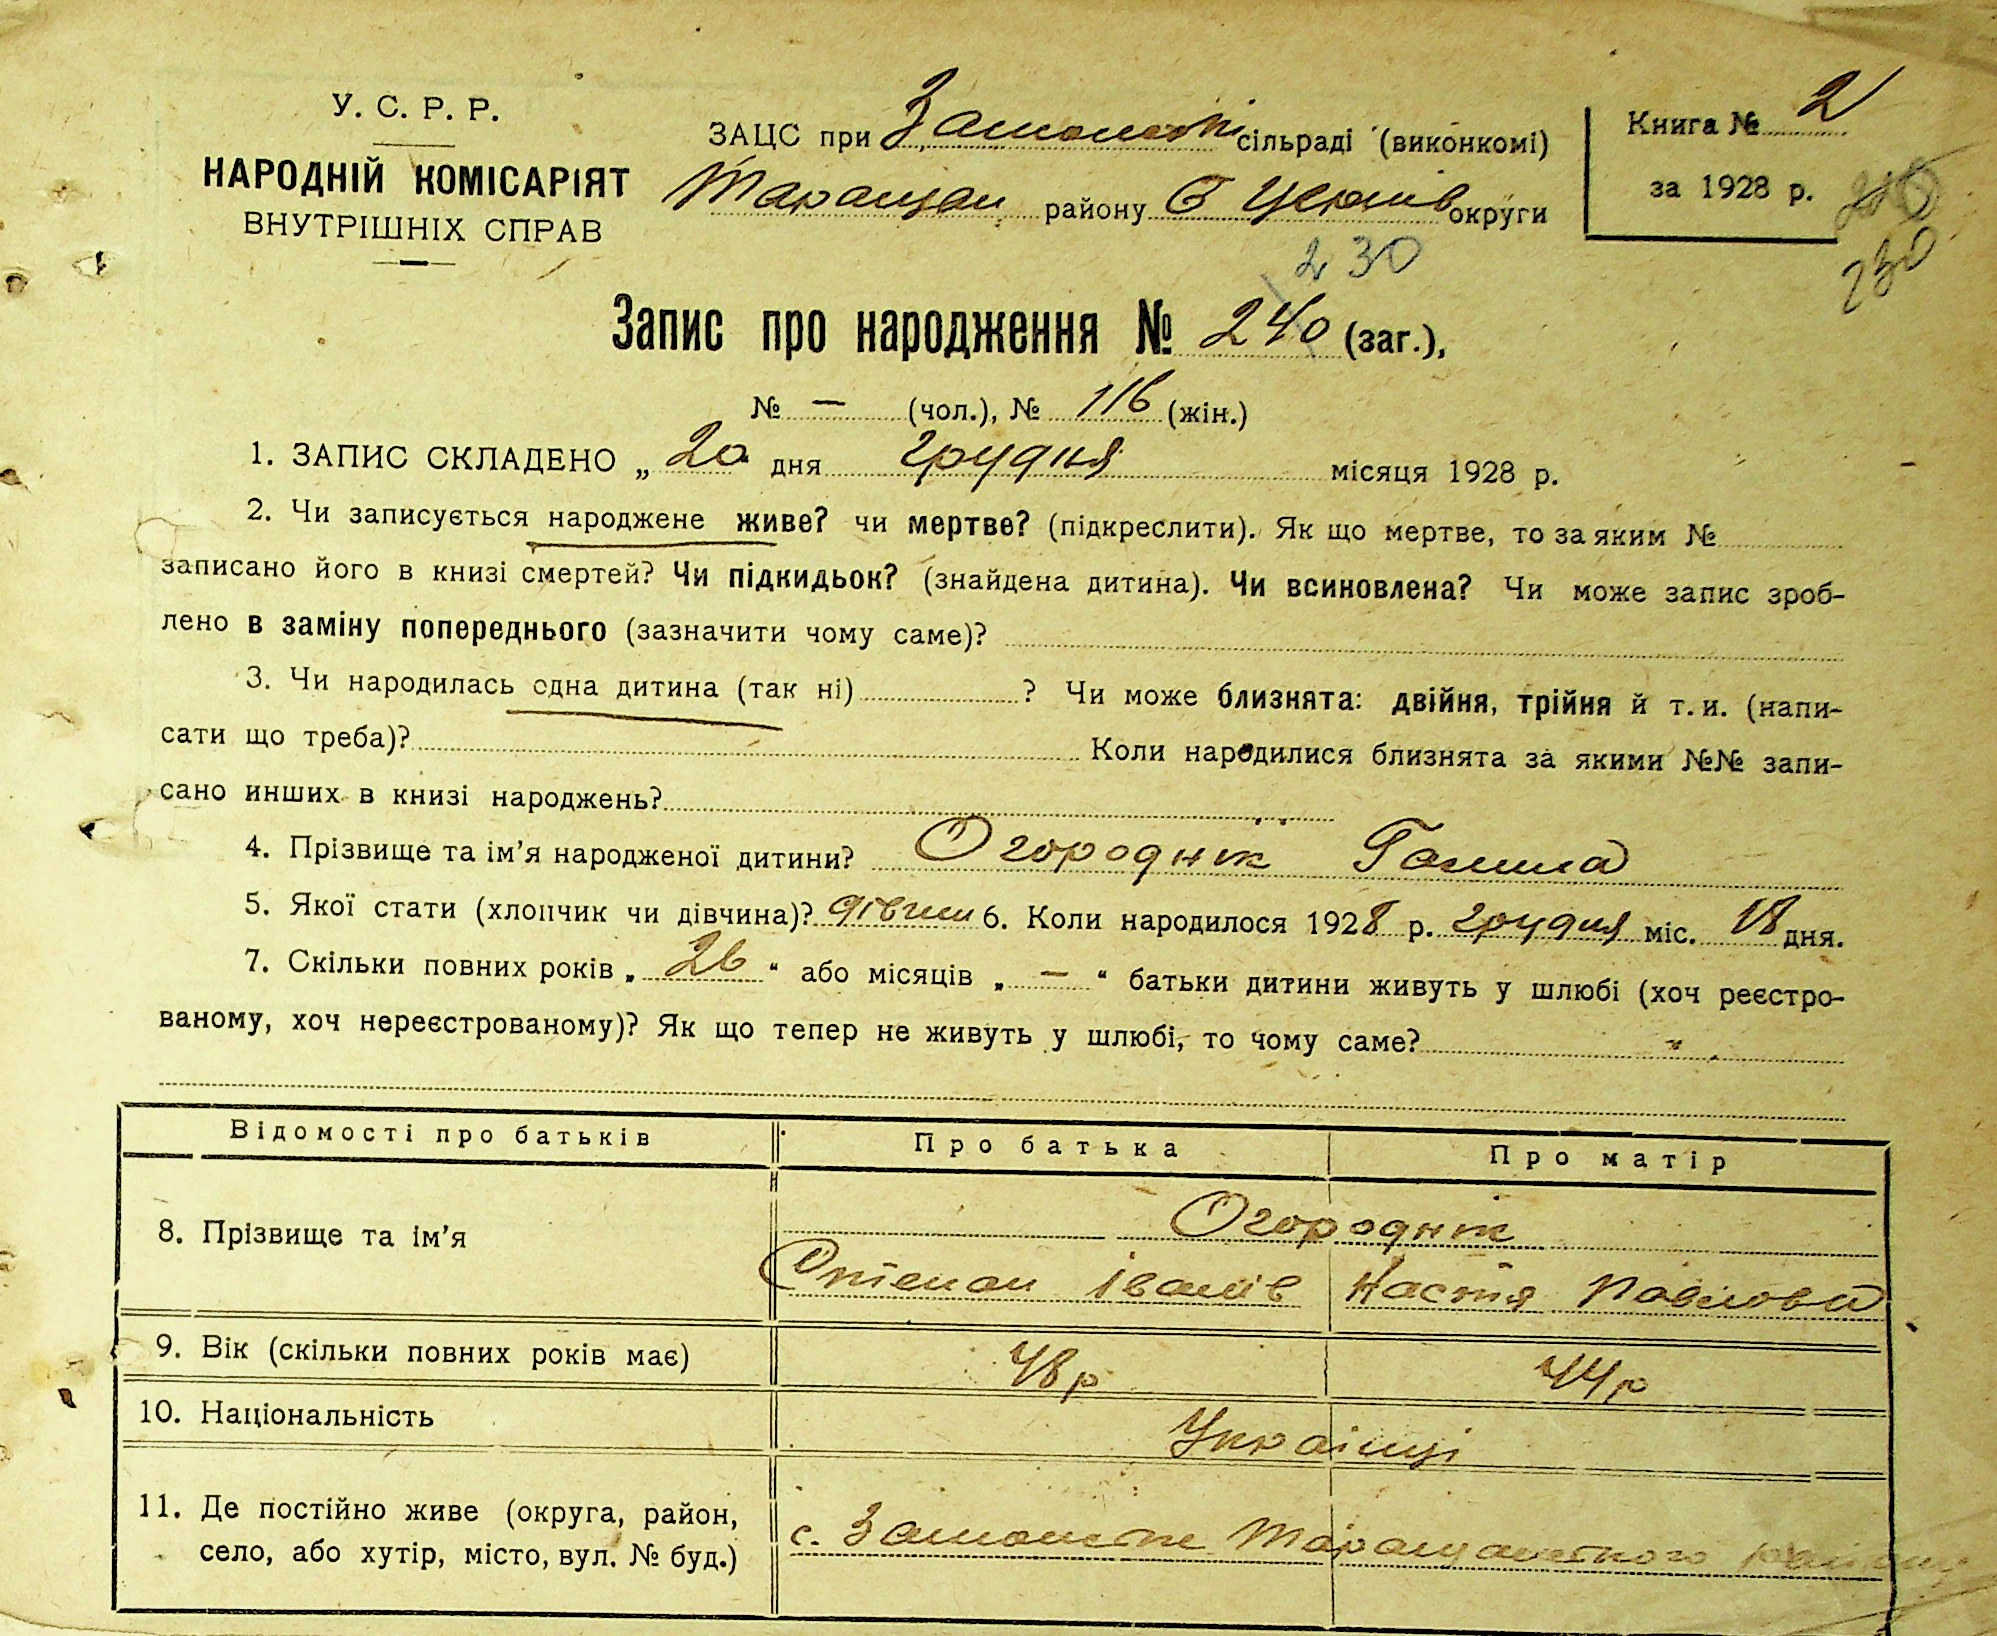 У. С. Р. Р.
НАРОДНІЙ КОМІСАРІЯТ
ВНУТРІШНІХ СПРАВ
ЗАЦС при сільраді (виконкомі)
Таращан району Б Церків округи
Книга № 2
за 1928 р.
230
230
Запис про народження № 240 (заг.),
№ — (чол.), № 116 (жін.)
1. ЗАПИС СКЛАДЕНО „ 20 " дня грудня місяця 1928 р.
2. Чи записується народжене живе? чи мертве? (підкреслити). Як що мертве, то за яким №
записано його в книзі смертей? Чи підкидьок? (знайдена дитина). Чи всиновлена? Чи може запис зроб-
лено в заміну попереднього (зазначити чому саме)?
3. Чи народилась одна дитина (так ні) ? Чи може близнята: двійня, трійня й т. и. (напи-
сати що треба)? Коли народилися близнята за якими №№ запи-
сано инших в книзі народжень?
4. Прізвище та ім'я народженої дитини? Огороднік Галина
5. Якої стати (хлопчик чи дівчина)? дівчин 6. Коли народилося 1928 р. грудня міс. 18 дня.
7. Скільки повних років „ 26 " або місяців „ — " батьки дитини живуть у шлюбі (хоч реєстро-
ваному, хоч нереєстрованому)? Як що тепер не живуть у шлюбі, то чому саме? "
Відомості про батьків Про батька Про матір
8. Прізвище та ім'я Огороднік
Степан Іванів Настя Павлова
9. Вік (скільки повних років має) 48 р 44 р
10. Національність Українці
11. Де постійно живе (округа, район,
село, або хутір, місто, вул. № буд.) с. Таращанського